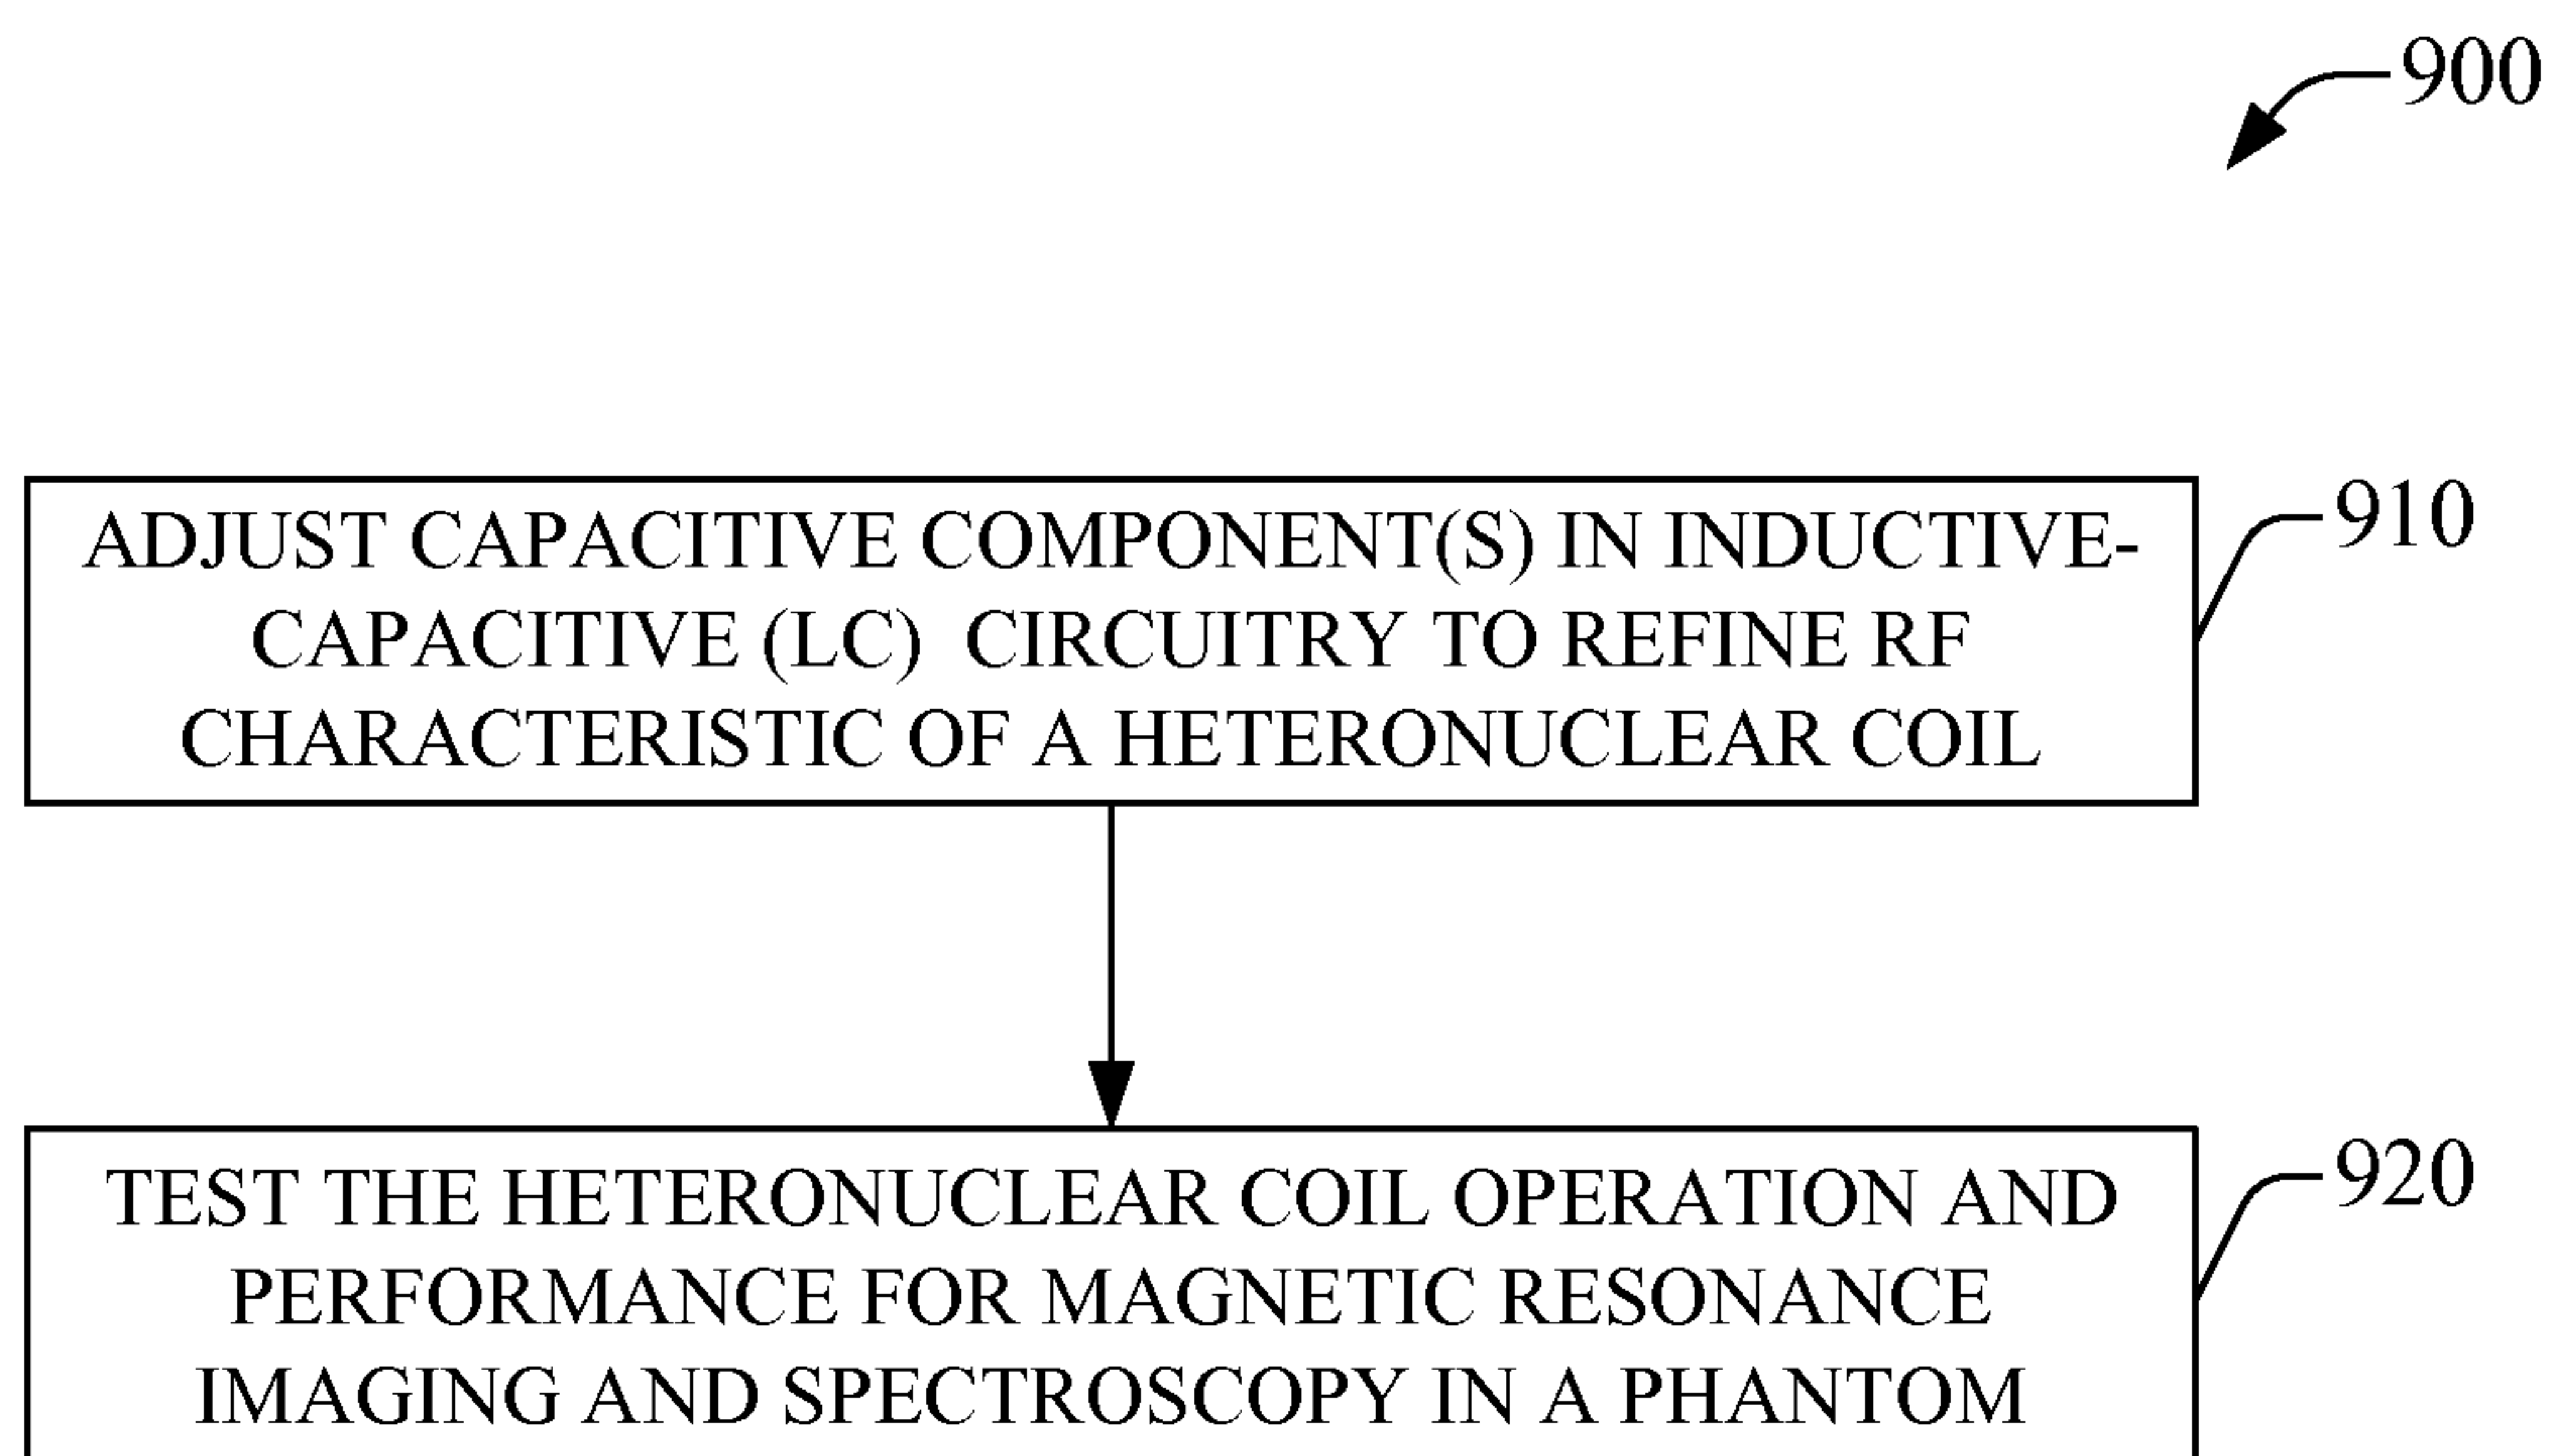 900
ADJUST CAPACITIVE COMPONENT(S) IN INDUCTIVE-
CAPACITIVE (LC) CIRCUITRY TO REFINE RF
CHARACTERISTIC OF A HETERONUCLEAR COIL
910
TEST THE HETERONUCLEAR COIL OPERATION AND
PERFORMANCE FOR MAGNETIC RESONANCE
IMAGING AND SPECTROSCOPY IN A PHANTOM
920